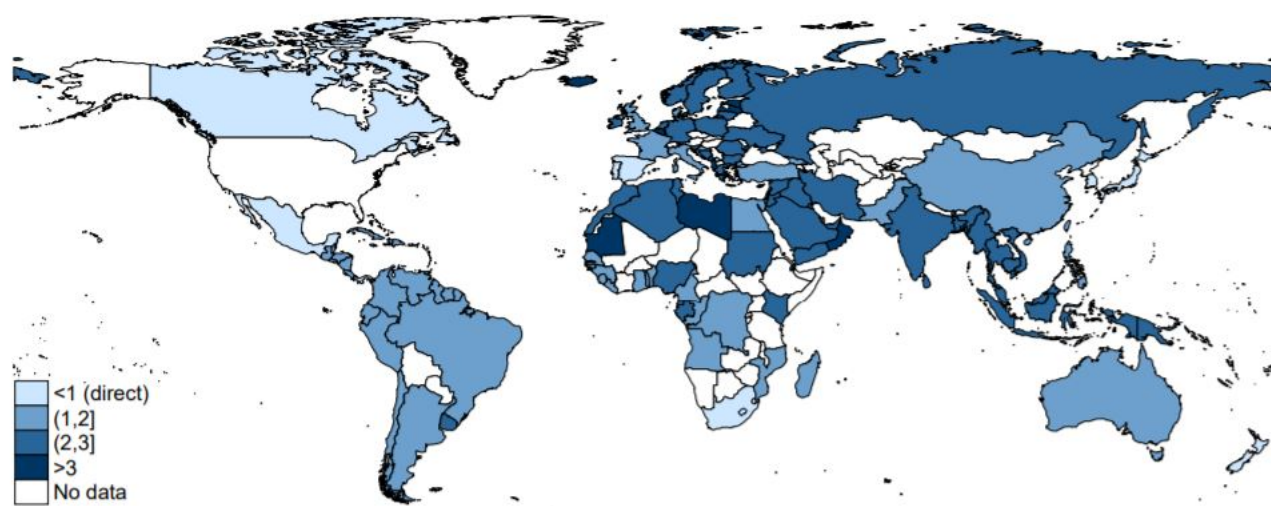 <1 (direct)
(1,2]
(2,3]
>3
No data